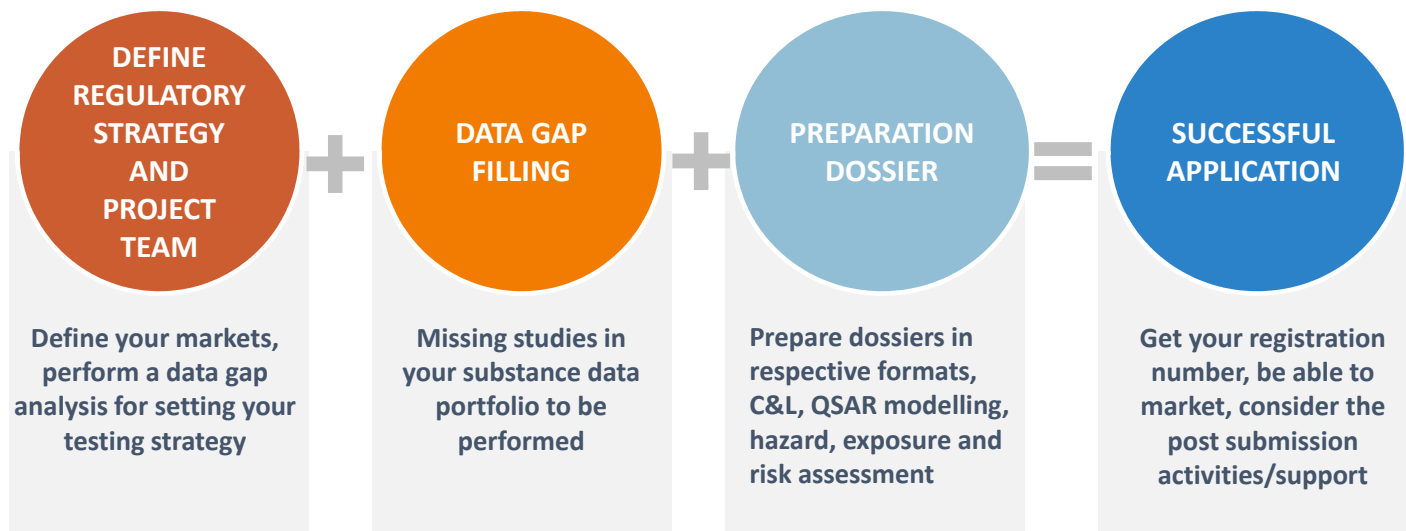 DEFINE
REGULATORY
STRATEGY
AND
PROJECT
TEAM
Define your markets,
perform a data gap
analysis for setting your
testing strategy
+
DATA GAP
FILLING
Missing studies in
your substance data
portfolio to be
performed
+
PREPARATION
DOSSIER
Prepare dossiers in
respective formats,
C&L, QSAR modelling,
hazard, exposure and
risk assessment
=
SUCCESSFUL
APPLICATION
Get your registration
number, be able to
market, consider the
post submission
activities/support